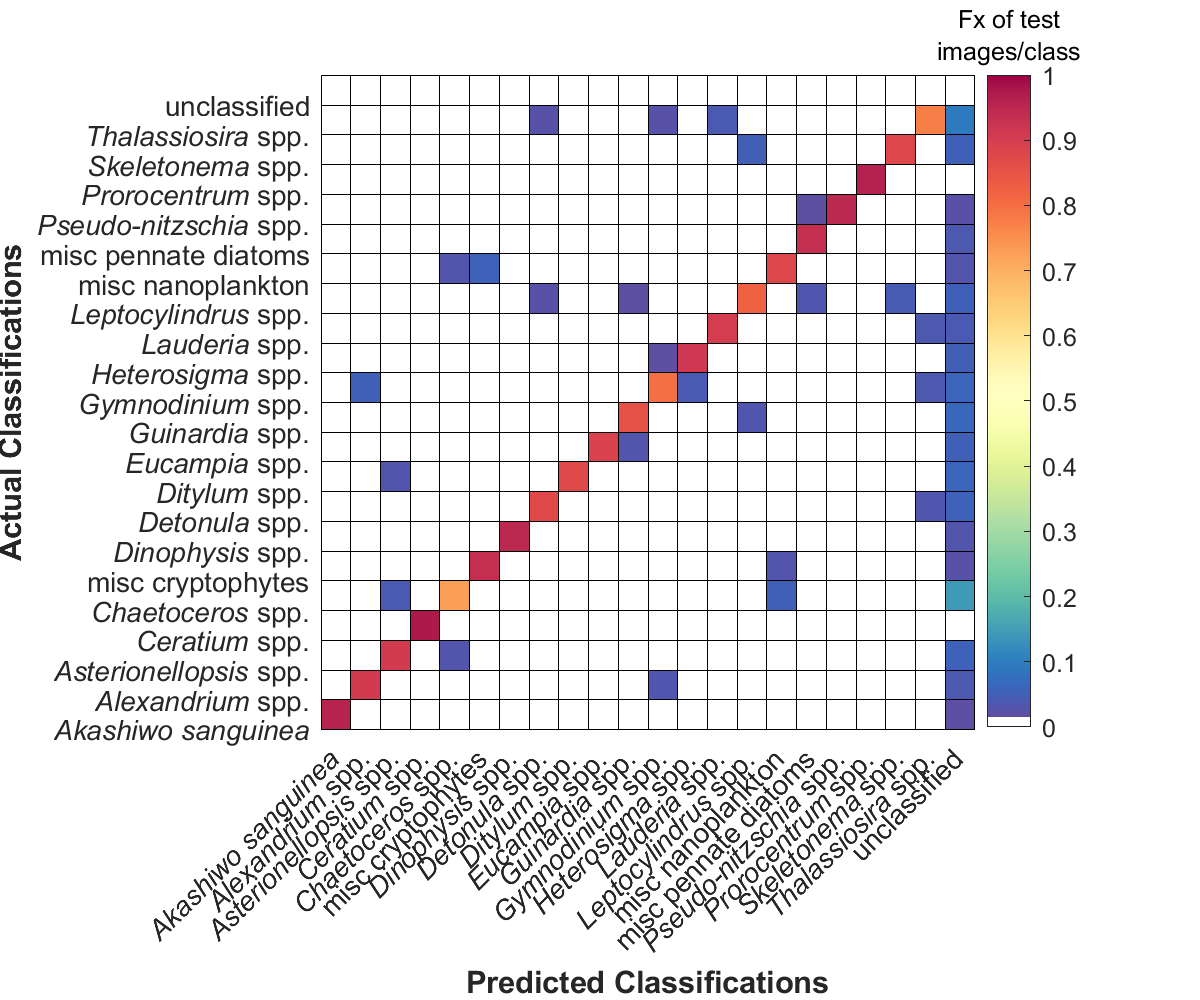 Fx of test
images/class
unclassified
Thalassiosira spp.
Skeletonema spp.
Prorocentrum spp.
Pseudo-nitzschia spp.
misc pennate diatoms
misc nanoplankton
Leptocylindrus spp.
Lauderia spp.
Heterosigma spp.
Gymnodinium spp.
Guinardia spp.
Eucampia spp.
Ditylum spp.
Detonula spp.
Dinophysis spp.
misc cryptophytes
Chaetoceros spp.
Ceratium spp.
Asterionellopsis spp.
Alexandrium spp.
Akashiwo sanguinea
Actual Classifications
1
0.9
0.8
0.7
0.6
0.5
0.4
0.3
0.2
0.1
0
Akashiwo sanguinea
Alexandrium spp.
Asterionellopsis spp.
Ceratium spp.
Chaetoceros spp.
misc cryptophytes
Dinophysis spp.
Detonula spp.
Ditylum spp.
Eucampia spp.
Guinardia spp.
Gymnodinium spp.
Heterosigma spp.
Lauderia spp.
Leptocylindrus spp.
misc nanoplankton
misc pennate diatoms
Pseudo-nitzschia spp.
Prorocentrum spp.
Skeletonema spp.
Thalassiosira spp.
unclassified
Predicted Classifications